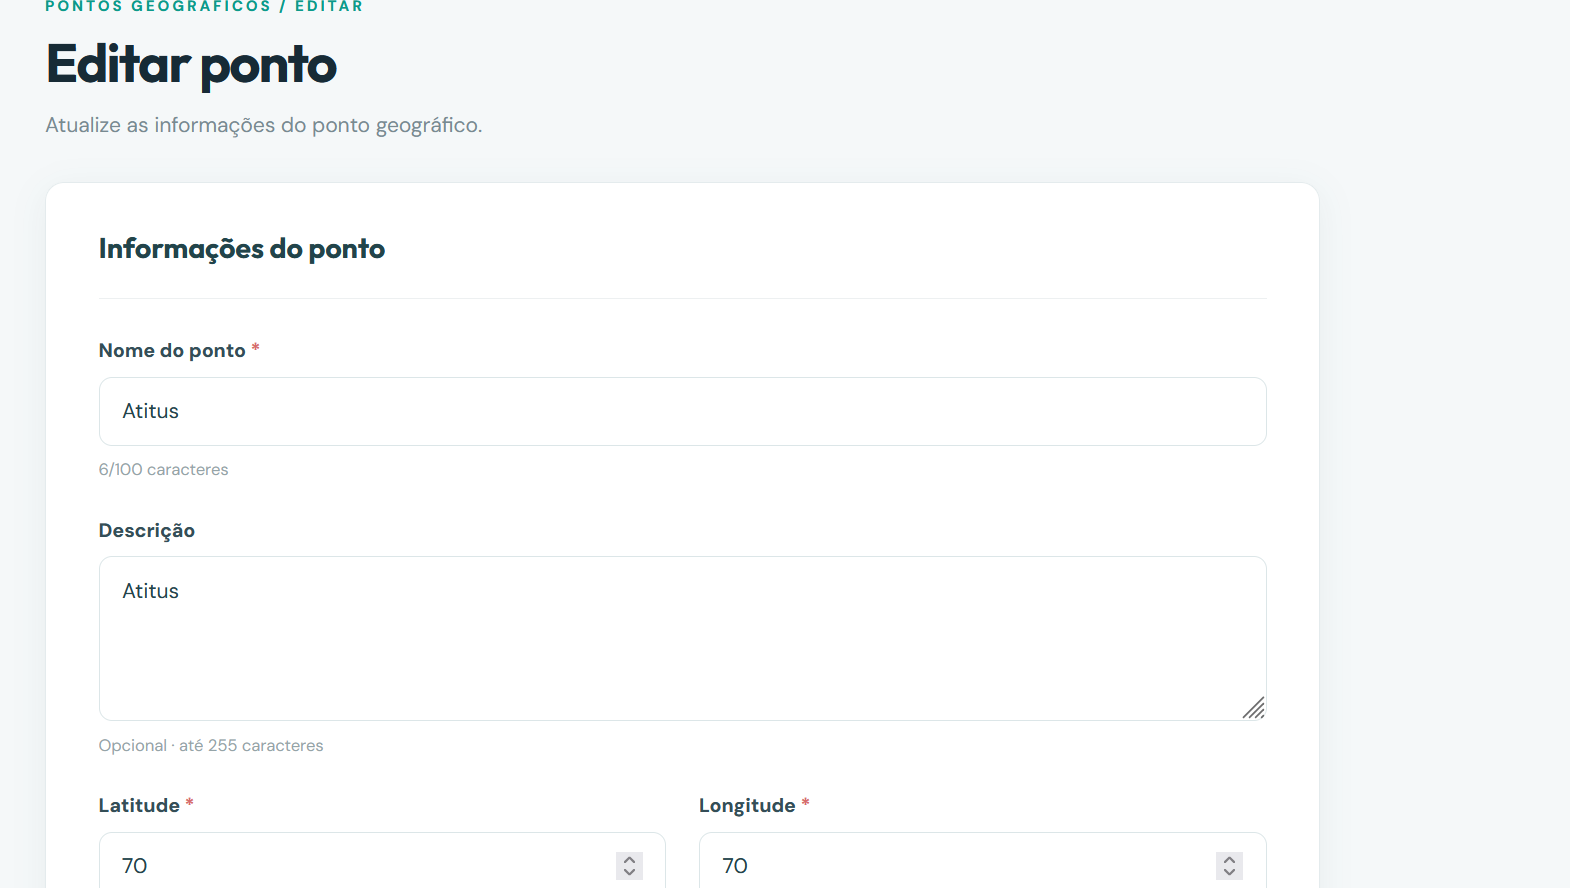 PONTOS GEOGRÁFICOS / EDITAR
Editar ponto
Atualize as informações do ponto geográfico.
Informações do ponto
Nome do ponto *
Atitus
6/100 caracteres
Descrição
Atitus
Opcional · até 255 caracteres
Latitude * Longitude *
70 70